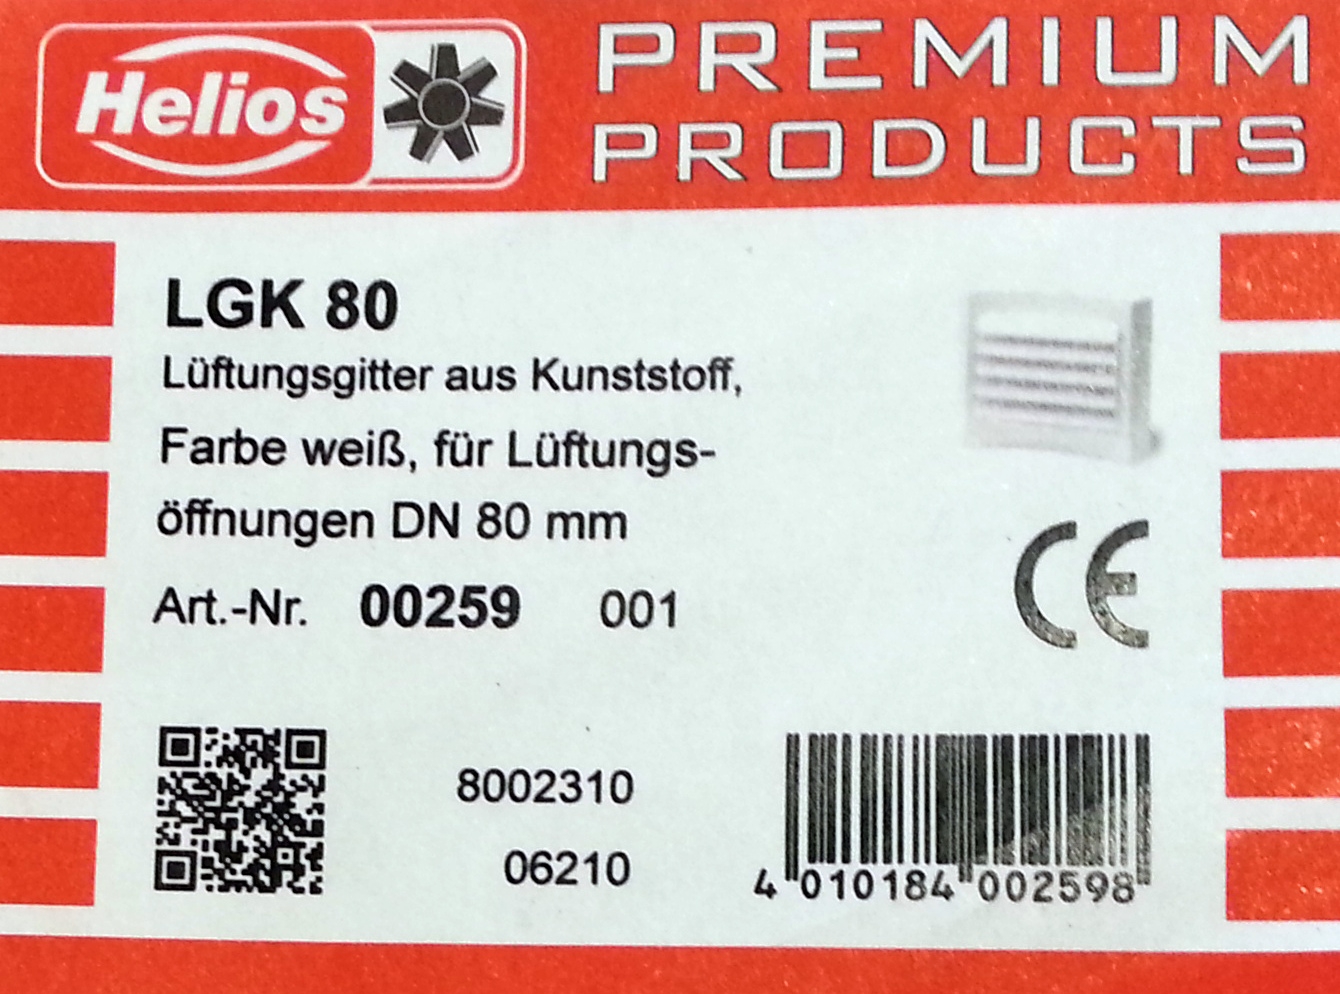 Helios
PREMIUM
PRODUCTS
LGK 80
Lüftungsgitter aus Kunststoff,
Farbe weiß, für Lüftungs-
öffnungen DN 80 mm
Art.-Nr. 00259 001
CE
8002310
06210
4 010184 002598